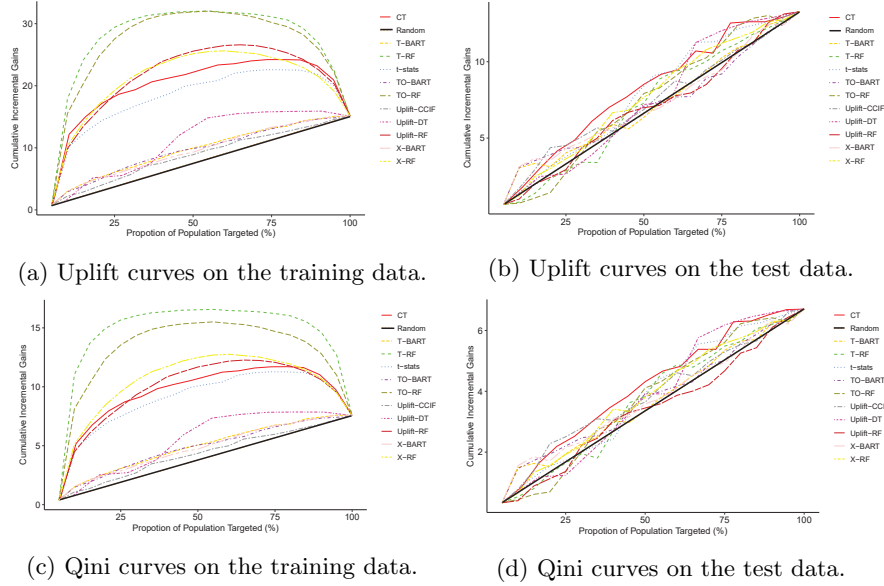 Cumulative Incremental Gains
30
20
10
0
25 50 75 100
Propotion of Population Targeted (%)
CT
Random
T-BART
T-RF
t-stats
TO-BART
TO-RF
Uplift-CCIF
Uplift-DT
Uplift-RF
X-BART
X-RF
(a) Uplift curves on the training data.
Cumulative Incremental Gains
10
5
25 50 75 100
Propotion of Population Targeted (%)
CT
Random
T-BART
T-RF
t-stats
TO-BART
TO-RF
Uplift-CCIF
Uplift-DT
Uplift-RF
X-BART
X-RF
(b) Uplift curves on the test data.
Cumulative Incremental Gains
15
10
5
0
25 50 75 100
Propotion of Population Targeted (%)
CT
Random
T-BART
T-RF
t-stats
TO-BART
TO-RF
Uplift-CCIF
Uplift-DT
Uplift-RF
X-BART
X-RF
(c) Qini curves on the training data.
Cumulative Incremental Gains
6
4
2
25 50 75 100
Propotion of Population Targeted (%)
CT
Random
T-BART
T-RF
t-stats
TO-BART
TO-RF
Uplift-CCIF
Uplift-DT
Uplift-RF
X-BART
X-RF
(d) Qini curves on the test data.